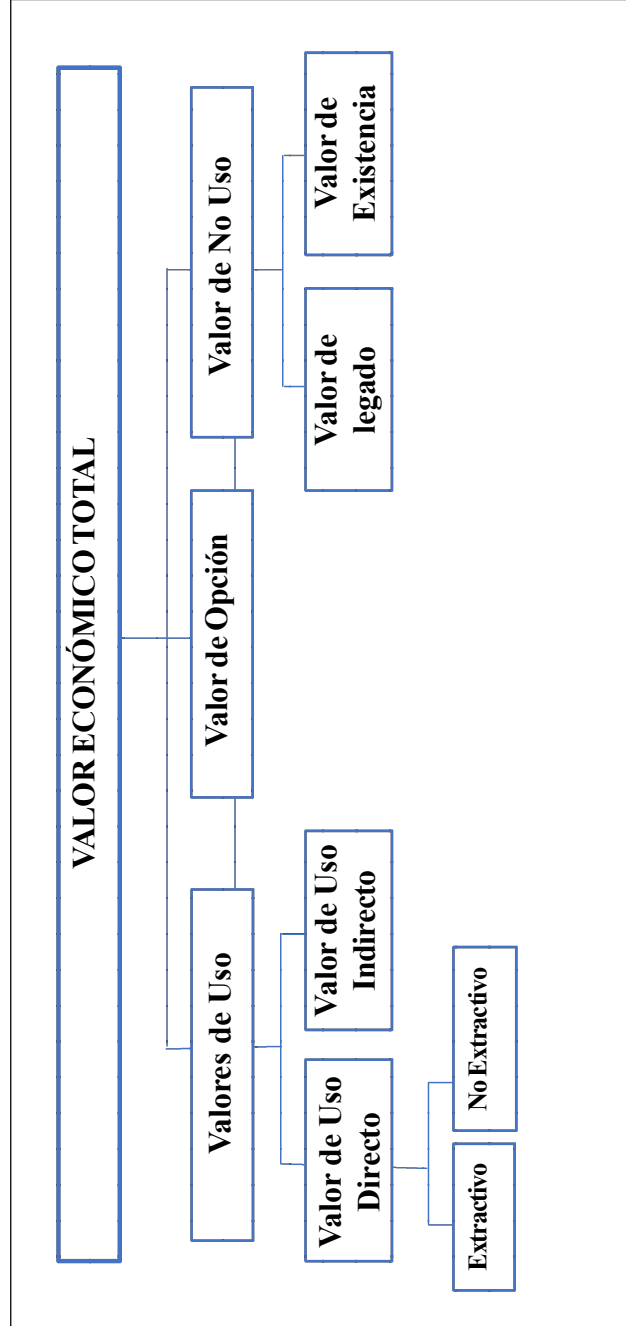 VALOR ECONÓMICO TOTAL
Valores de Uso
Valor de Opción
Valor de No Uso
Valor de Uso
Directo
Valor de Uso
Indirecto
Valor de
legado
Valor de
Existencia
Extractivo
No Extractivo